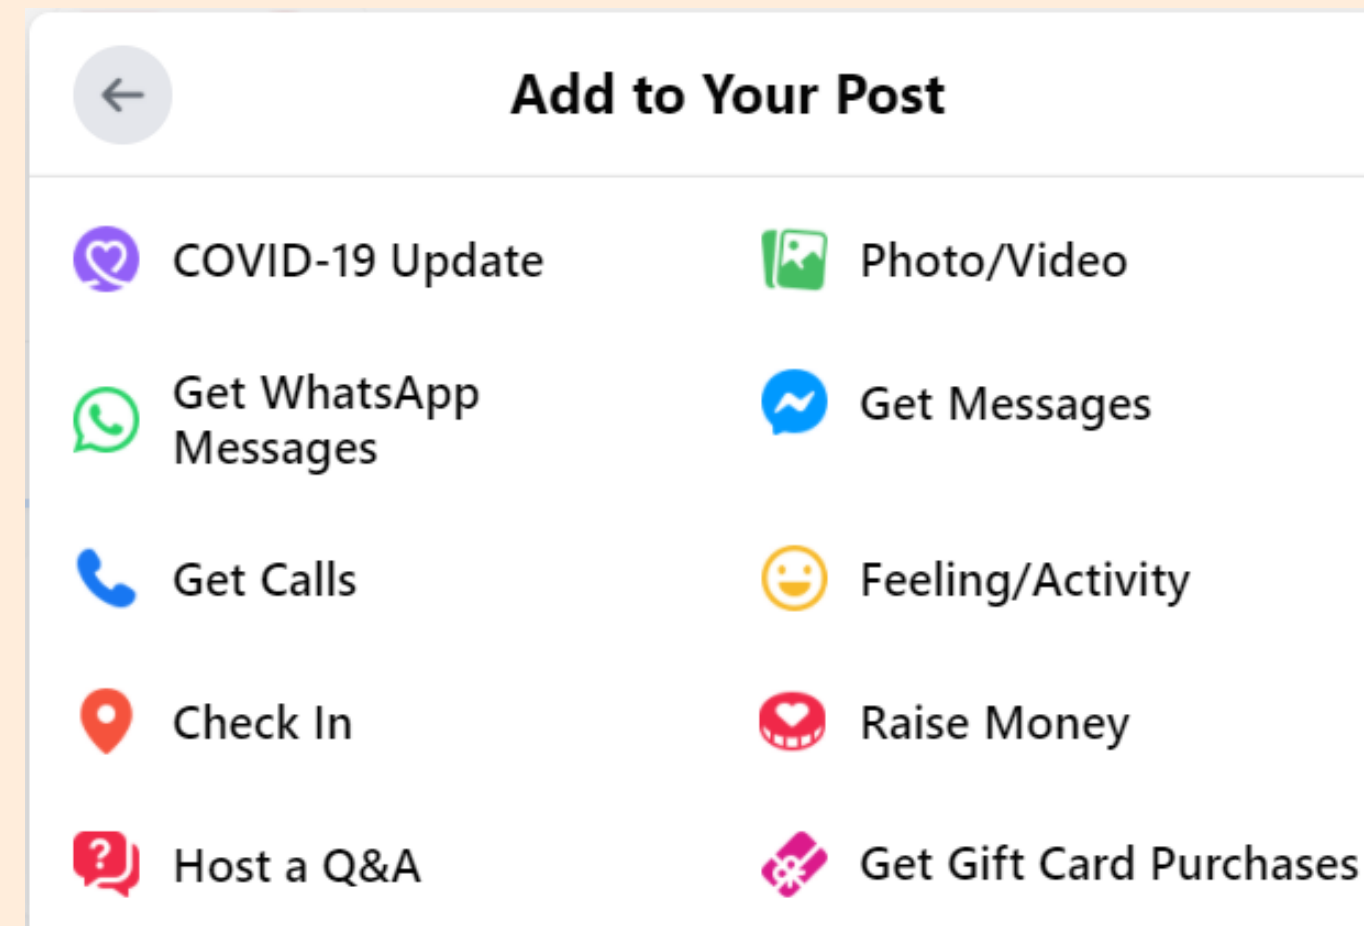 Add to Your Post
COVID-19 Update
Photo/Video
Get WhatsApp
Messages
Get Messages
Get Calls
Feeling/Activity
Check In
Raise Money
Host a Q&A
Get Gift Card Purchases